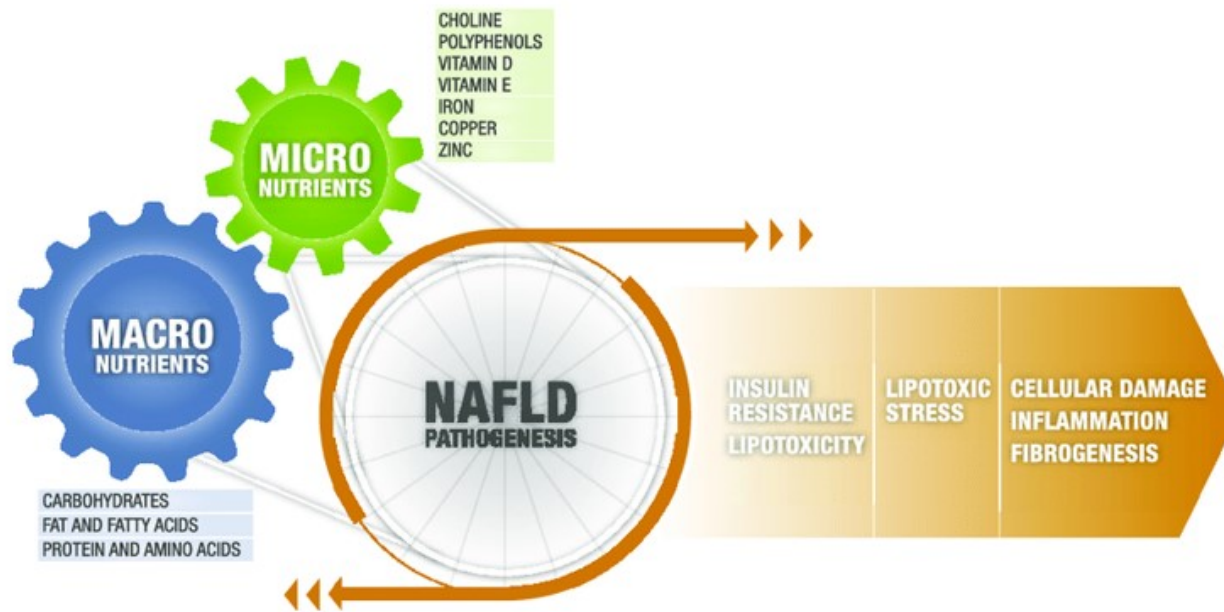 CHOLINE
POLYPHENOLS
VITAMIN D
VITAMIN E
IRON
COPPER
ZINC
MICRO
NUTRIENTS
MACRO
NUTRIENTS
CARBOHYDRATES
FAT AND FATTY ACIDS
PROTEIN AND AMINO ACIDS
NAFLD
PATHOGENESIS
INSULIN
RESISTANCE
LIPOTOXICITY
LIPOTOXIC
STRESS
CELLULAR DAMAGE
INFLAMMATION
FIBROGENESIS